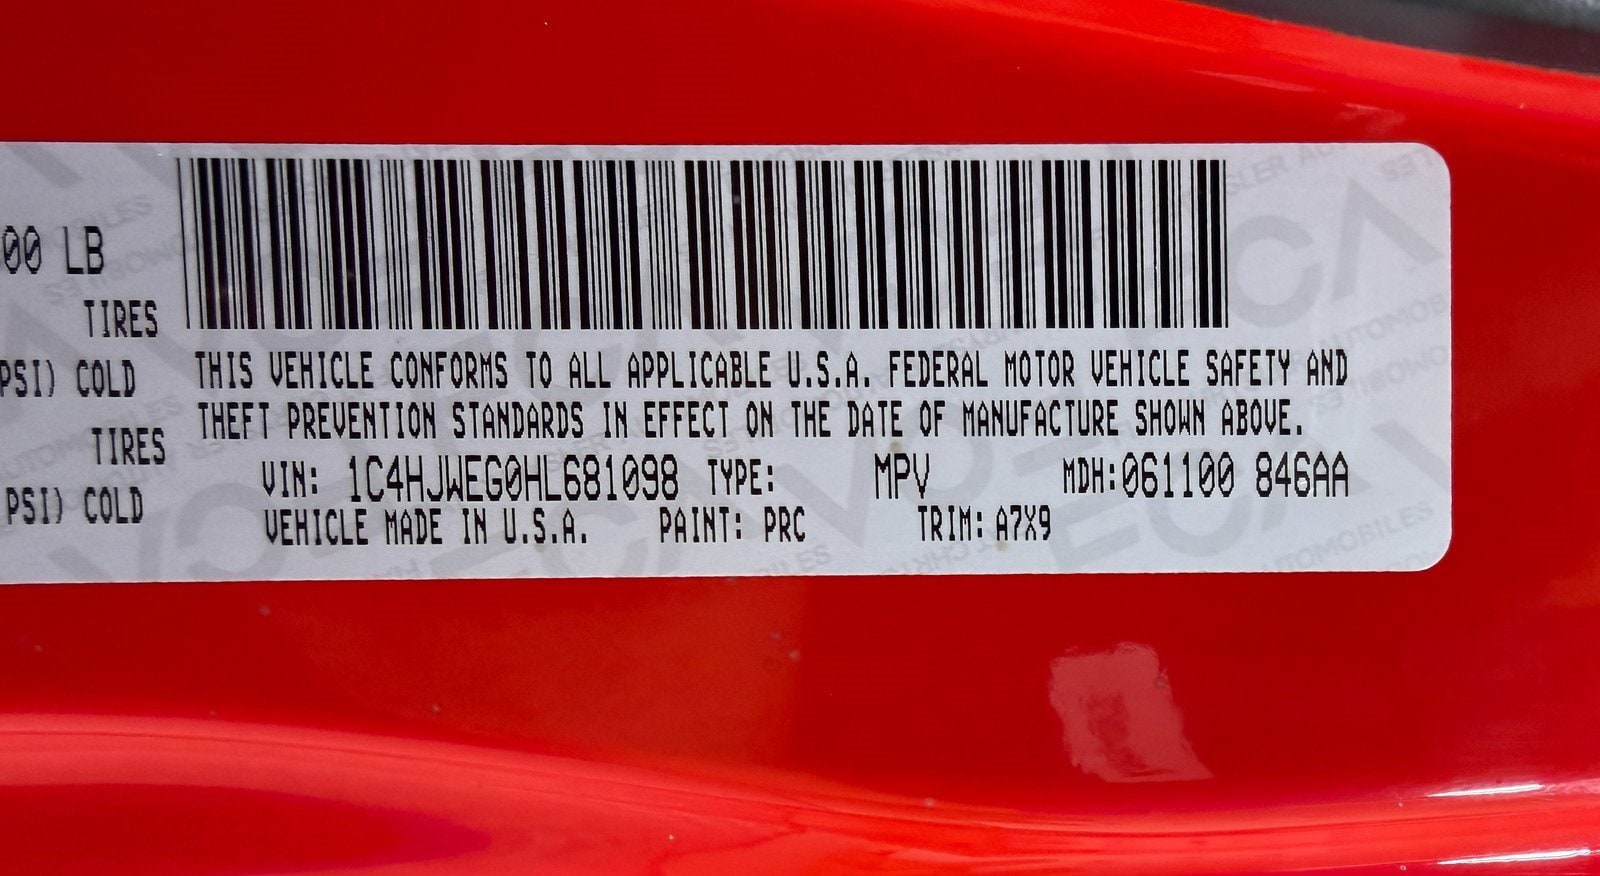 00 LB
TIRES
PSI) COLD
TIRES
PSI) COLD
THIS VEHICLE CONFORMS TO ALL APPLICABLE U.S.A. FEDERAL MOTOR VEHICLE SAFETY AND
THEFT PREVENTION STANDARDS IN EFFECT ON THE DATE OF MANUFACTURE SHOWN ABOVE.
VIN: 1C4HJWEG0HL681098 TYPE: MPV MDH:061100 846AA
VEHICLE MADE IN U.S.A. PAINT: PRC TRIM: A7X9